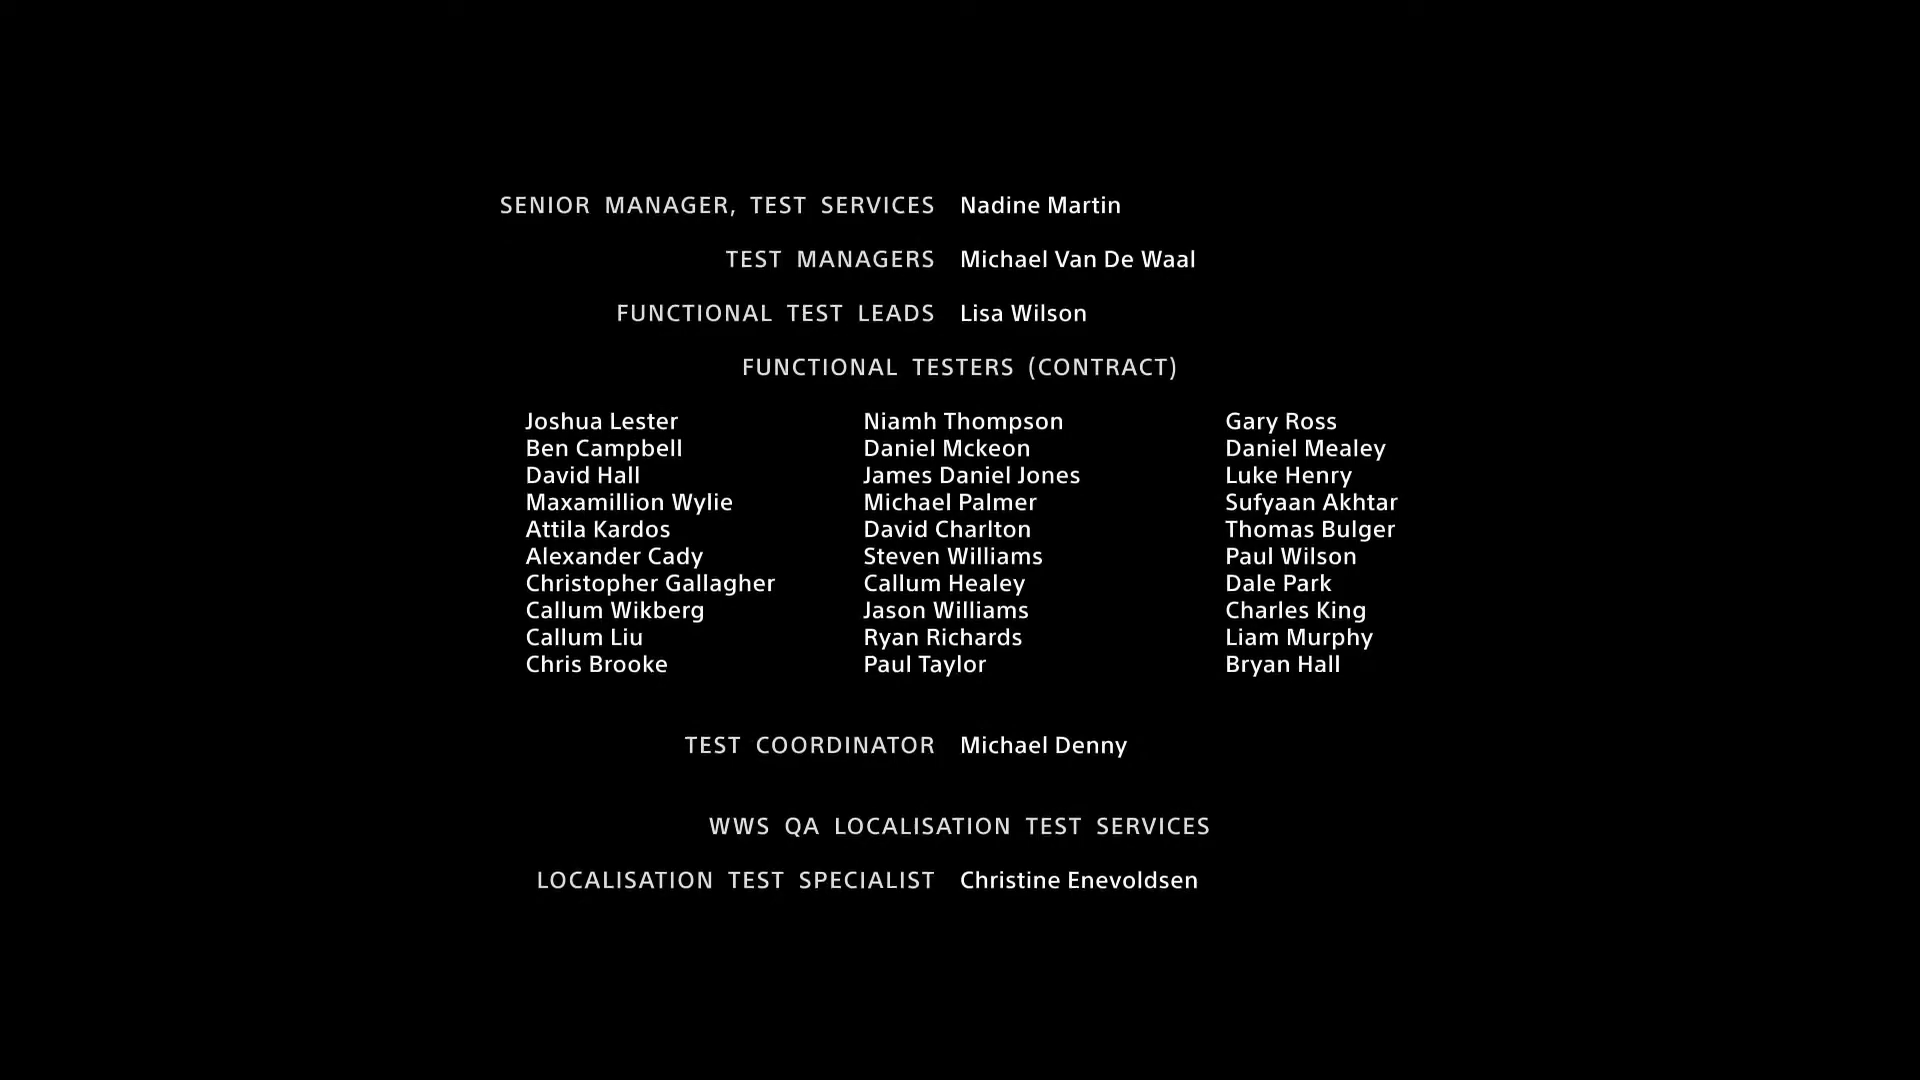 SENIOR MANAGER, TEST SERVICES Nadine Martin
TEST MANAGERS Michael Van De Waal
FUNCTIONAL TEST LEADS Lisa Wilson
FUNCTIONAL TESTERS (CONTRACT)
Joshua Lester Niamh Thompson Gary Ross
Ben Campbell Daniel Mckeon Daniel Mealey
David Hall James Daniel Jones Luke Henry
Maxamillion Wylie Michael Palmer Sufyaan Akhtar
Attila Kardos David Charlton Thomas Bulger
Alexander Cady Steven Williams Paul Wilson
Christopher Gallagher Callum Healey Dale Park
Callum Wikberg Jason Williams Charles King
Callum Liu Ryan Richards Liam Murphy
Chris Brooke Paul Taylor Bryan Hall
TEST COORDINATOR Michael Denny
WWS QA LOCALISATION TEST SERVICES
LOCALISATION TEST SPECIALIST Christine Enevoldsen